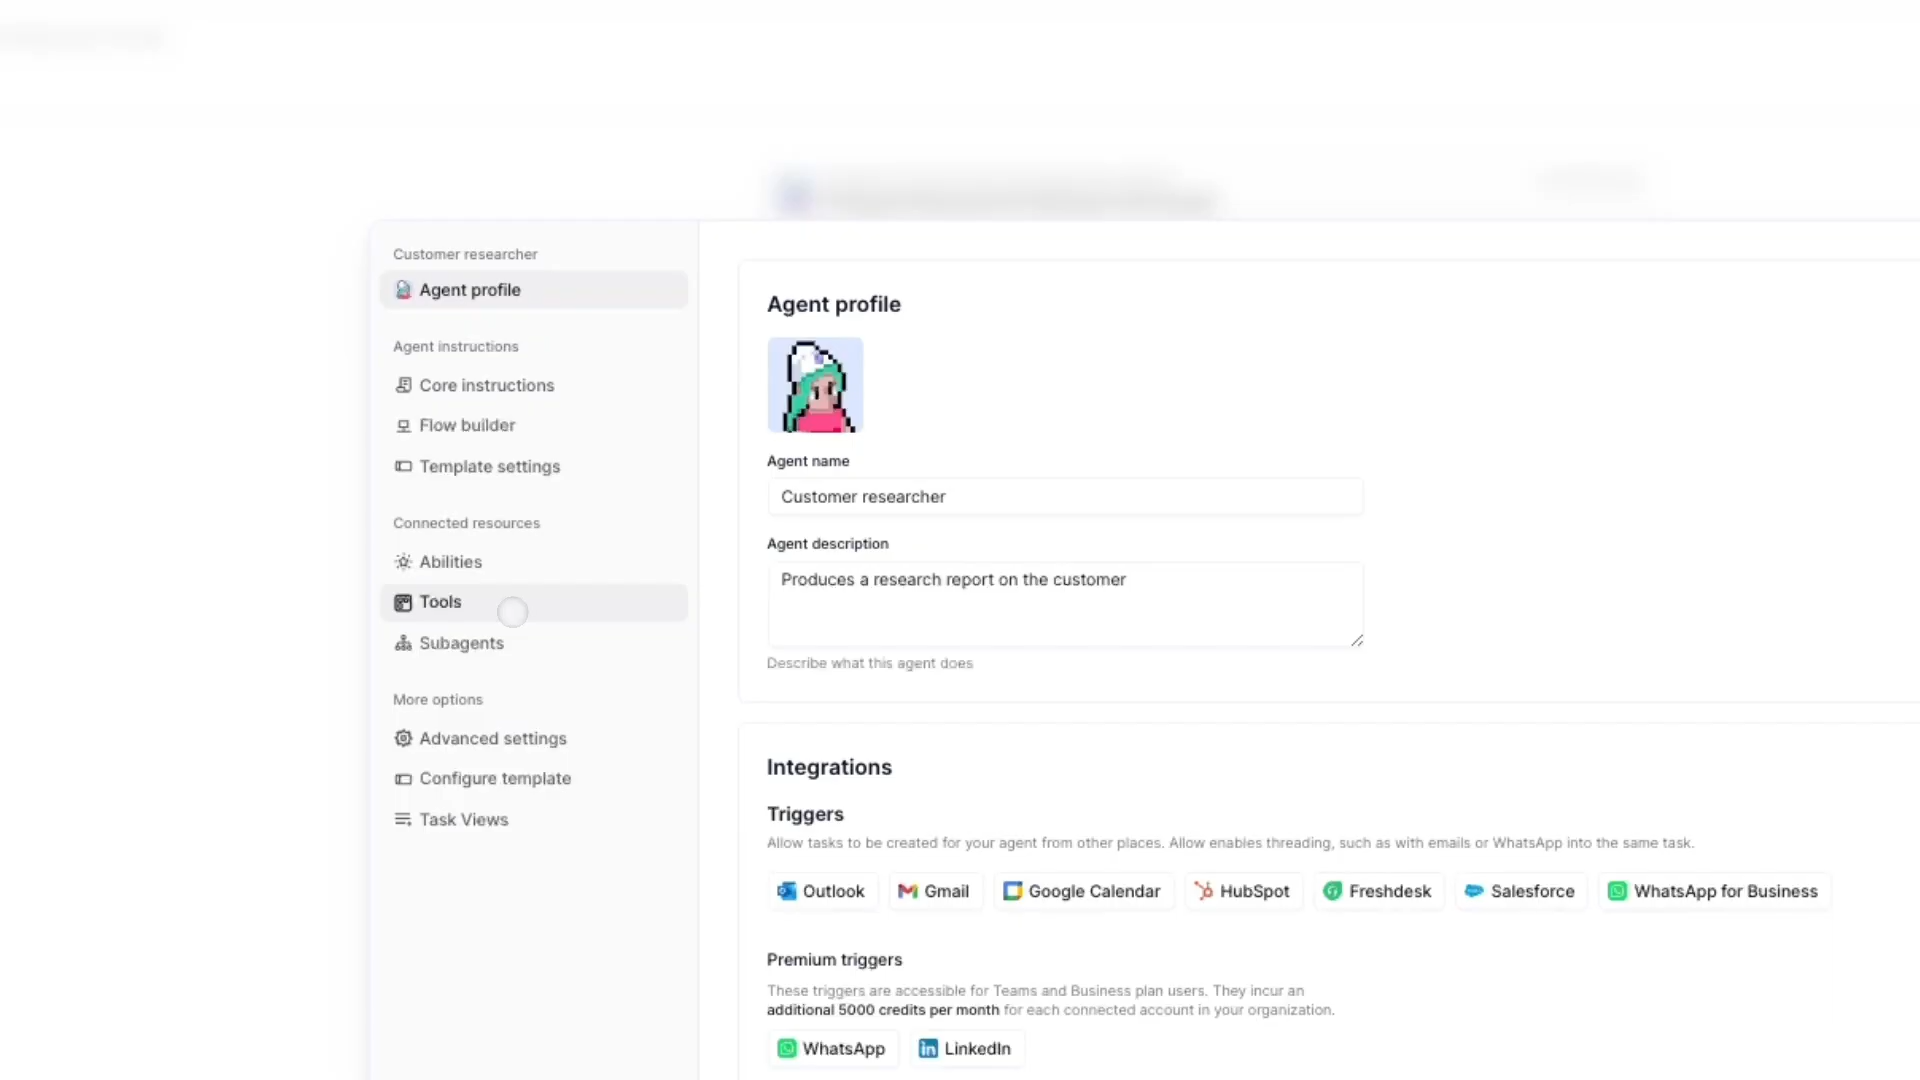 Customer researcher
Agent profile
Agent instructions
Core instructions
Flow builder
Template settings
Connected resources
Abilities
Tools
Subagents
More options
Advanced settings
Configure template
Task Views
Agent profile
Agent name
Customer researcher
Agent description
Produces a research report on the customer
Describe what this agent does
Integrations
Triggers
Allow tasks to be created for your agent from other places. Allow enables threading, such as with emails or WhatsApp into the same task.
Outlook Gmail Google Calendar HubSpot Freshdesk Salesforce WhatsApp for Business
Premium triggers
These triggers are accessible for Teams and Business plan users. They incur an
additional 5000 credits per month for each connected account in your organization.
WhatsApp LinkedIn